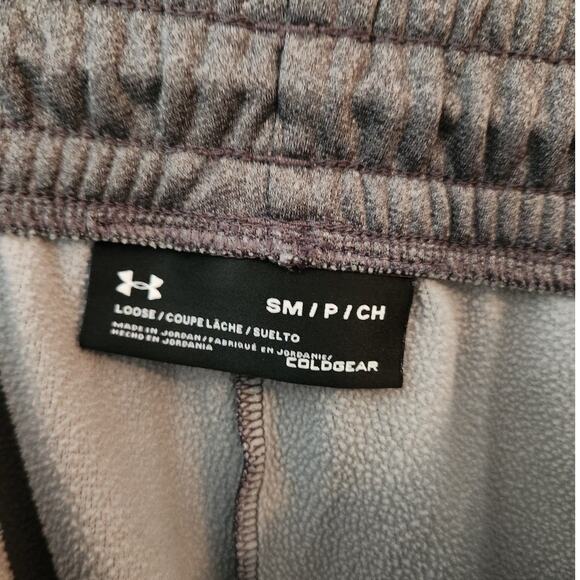 SM / P / CH
LOOSE / COUPE LÂCHE / SUELTO
MADE IN JORDAN / FABRIQUÉ EN JORDANIE /
HECHO EN JORDANIA
COLDGEAR